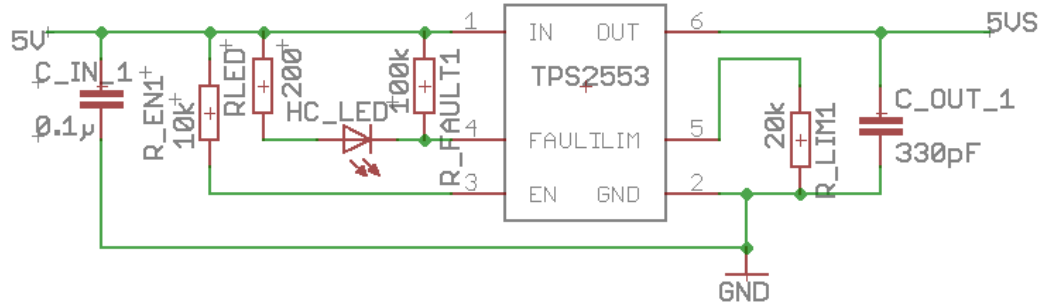 5V
1
IN
OUT
6
5VS
C_IN_1
0.1µ
R_EN1
10k
RLED
200
HC_LED
100k
R_FAULT1
TPS2553
4
FAULT
ILIM
5
20k
R_LIM1
C_OUT_1
330pF
3
EN
GND
2
GND